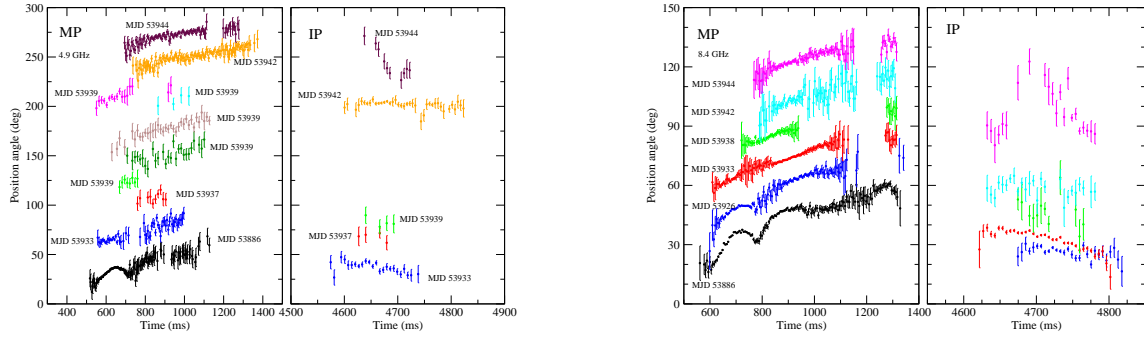 MP
4.9 GHz
MJD 53944
MJD 53942
MJD 53939
MJD 53939
MJD 53939
MJD 53939
MJD 53939
MJD 53937
MJD 53933
MJD 53886
Position angle (deg)
0
50
100
150
200
250
300
400
600
800
1000
1200
1400
Time (ms)
IP
MJD 53944
MJD 53942
MJD 53939
MJD 53937
MJD 53933
4500
4600
4700
4800
4900
Time (ms)
MP
8.4 GHz
MJD 53944
MJD 53942
MJD 53938
MJD 53933
MJD 53926
MJD 53886
Position angle (deg)
0
30
60
90
120
150
600
800
1000
1200
1400
Time (ms)
IP
4600
4700
4800
Time (ms)